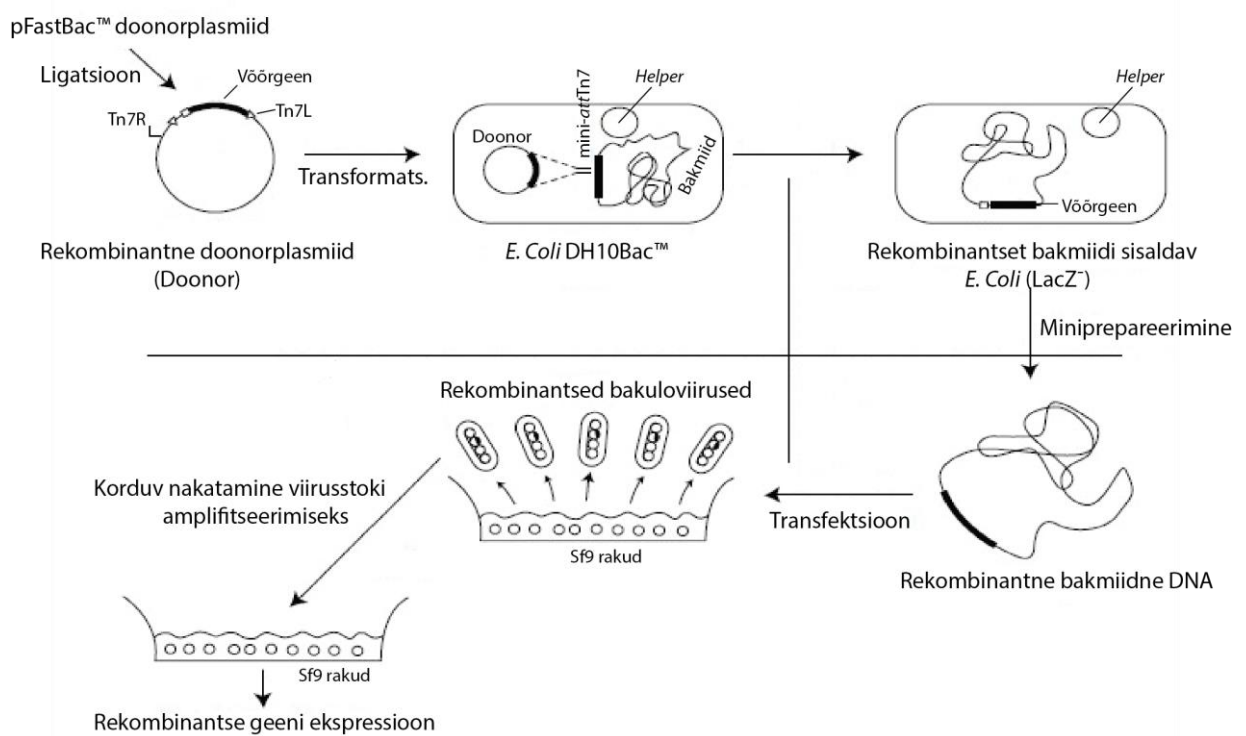 pFastBac™ doonorplasmiid
Ligatsioon
Võõrgeen
Tn7R
Tn7L
Rekombinantne doonorplasmiid
(Doonor)
Transformats.
Doonor
mini-attTn7
Helper
Bakmiid
E. Coli DH10Bac™
Helper
Võõrgeen
Rekombinantset bakmiidi sisaldav
E. Coli (LacZ⁻)
Miniprepareerimine
Rekombinantne bakmiidne DNA
Transfektsioon
Rekombinantsed bakuloviirused
Sf9 rakud
Korduv nakatamine viirusstoki
amplifitseerimiseks
Sf9 rakud
Rekombinantse geeni ekspressioon